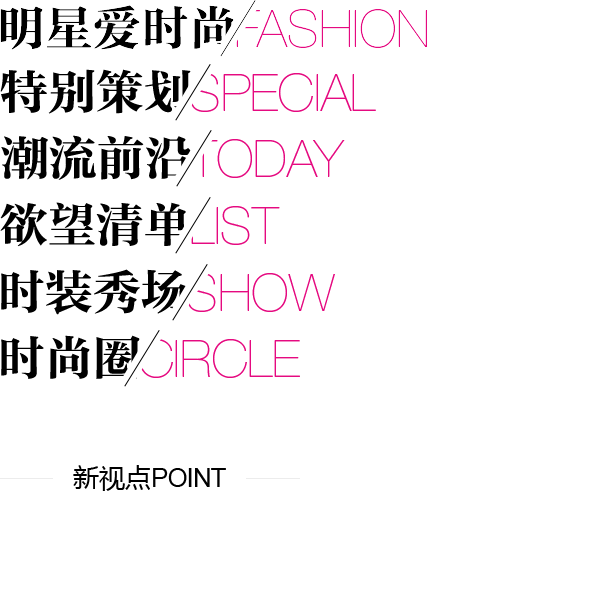 明星爱时尚/FASHION
特别策划/SPECIAL
潮流前沿/TODAY
欲望清单/LIST
时装秀场/SHOW
时尚圈/CIRCLE
新视点POINT